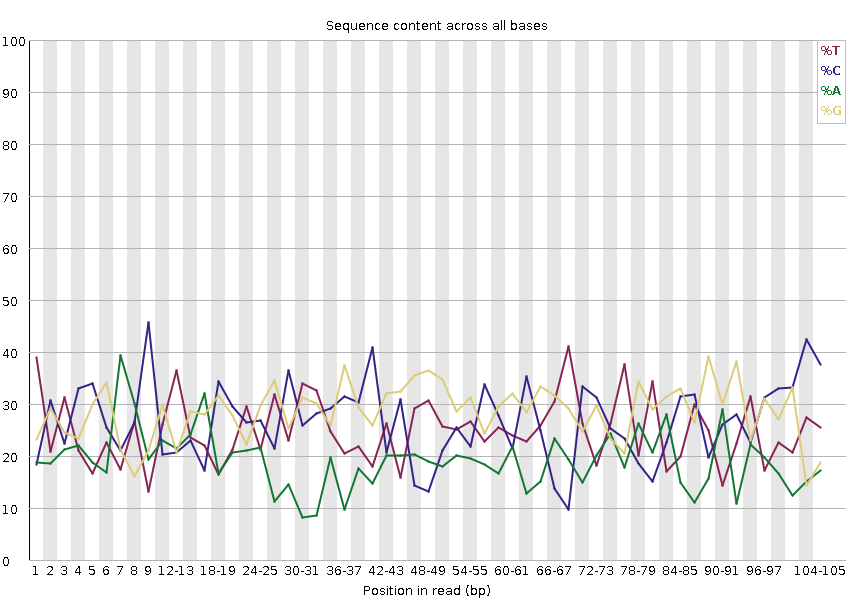 Sequence content across all bases
100
90
80
70
60
50
40
30
20
10
0
%T
%C
%A
%G
1 2 3 4 5 6 7 8 9 12-13 18-19 24-25 30-31 36-37 42-43 48-49 54-55 60-61 66-67 72-73 78-79 84-85 90-91 96-97 104-105
Position in read (bp)